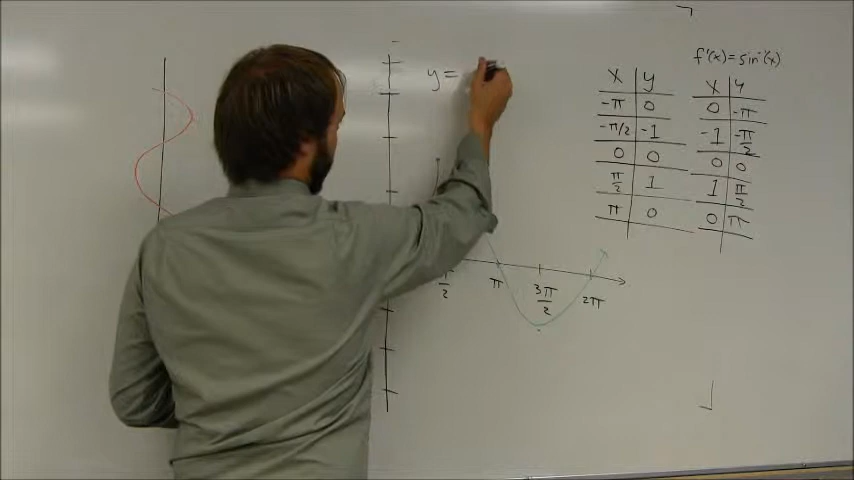 y =
f'(x) = sin⁻¹(x)
x y
-π 0
-π/2 -1
0 0
π/2 1
π 0
x y
0 -π
-1 -π/2
0 0
1 π/2
0 π
π/2 π 3π/2 2π